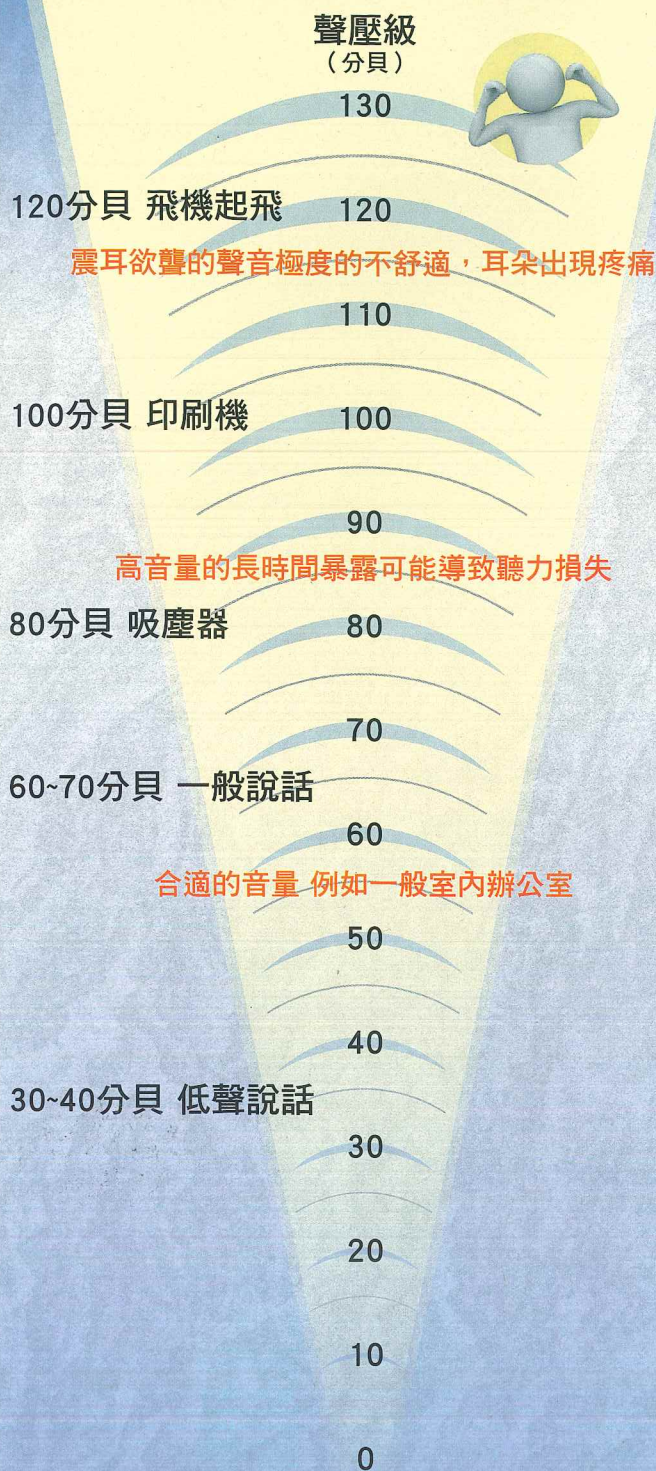 聲壓級
（分貝）
130
120分貝 飛機起飛
120
震耳欲聾的聲音極度的不舒適，耳朵出現疼痛
110
100分貝 印刷機
100
90
高音量的長時間暴露可能導致聽力損失
80分貝 吸塵器
80
70
60~70分貝 一般說話
60
合適的音量 例如一般室內辦公室
50
40
30~40分貝 低聲說話
30
20
10
0